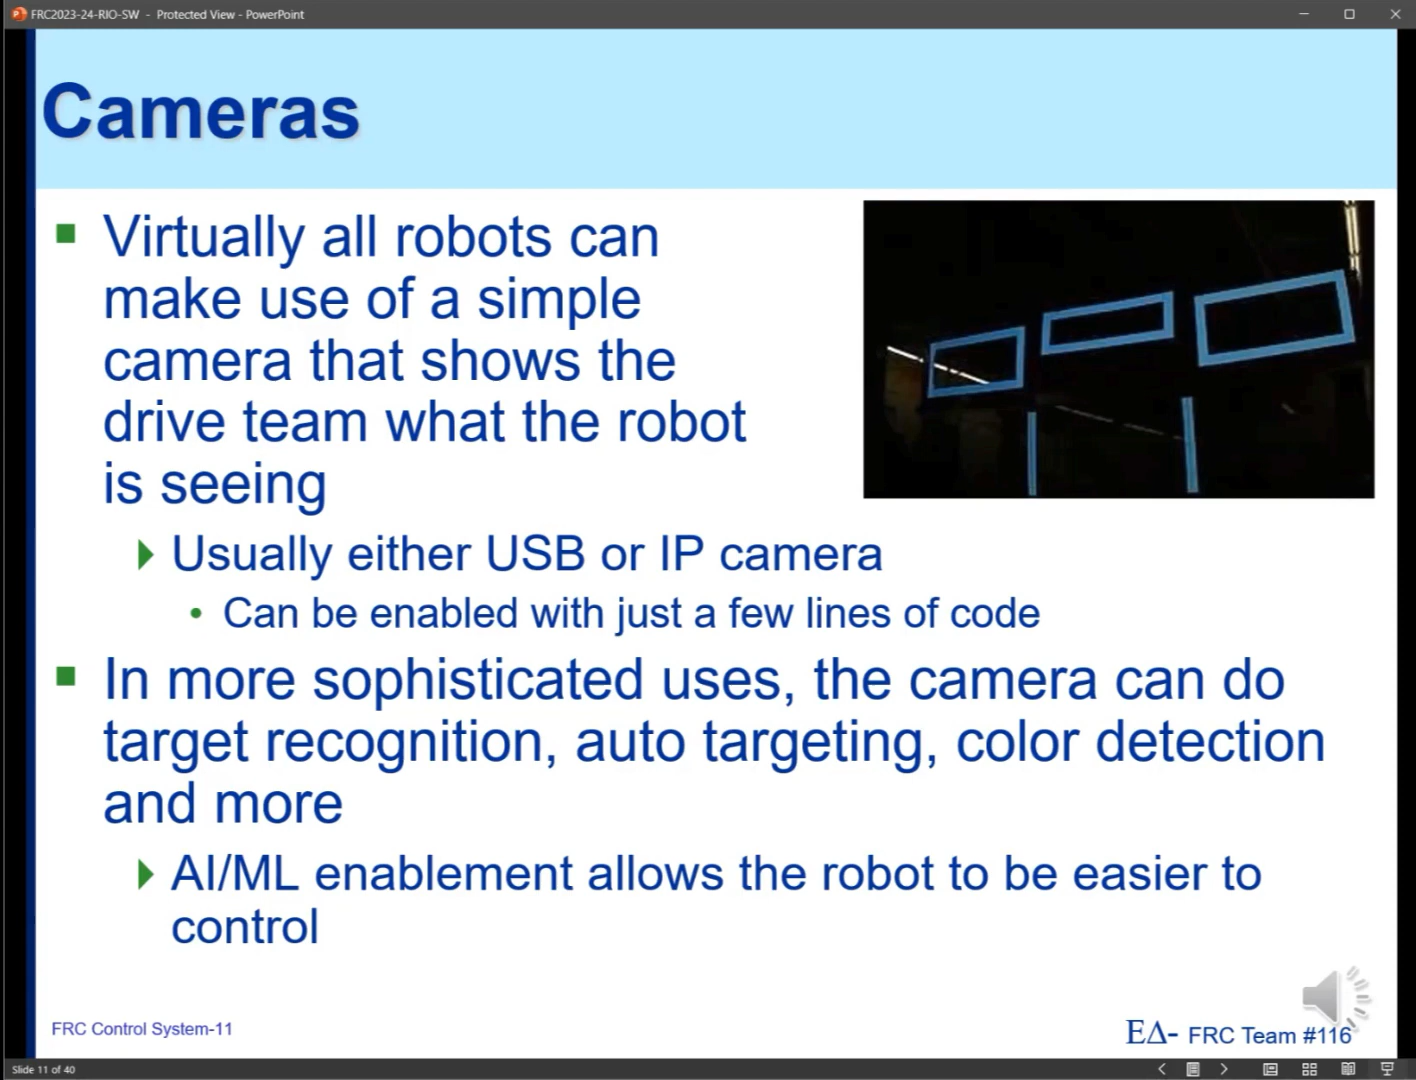 FRC2023-24-RIO-SW - Protected View - PowerPoint
Cameras
Virtually all robots can
make use of a simple
camera that shows the
drive team what the robot
is seeing
Usually either USB or IP camera
• Can be enabled with just a few lines of code
In more sophisticated uses, the camera can do
target recognition, auto targeting, color detection
and more
AI/ML enablement allows the robot to be easier to
control
FRC Control System-11
ΕΔ- FRC Team #116
Slide 11 of 40